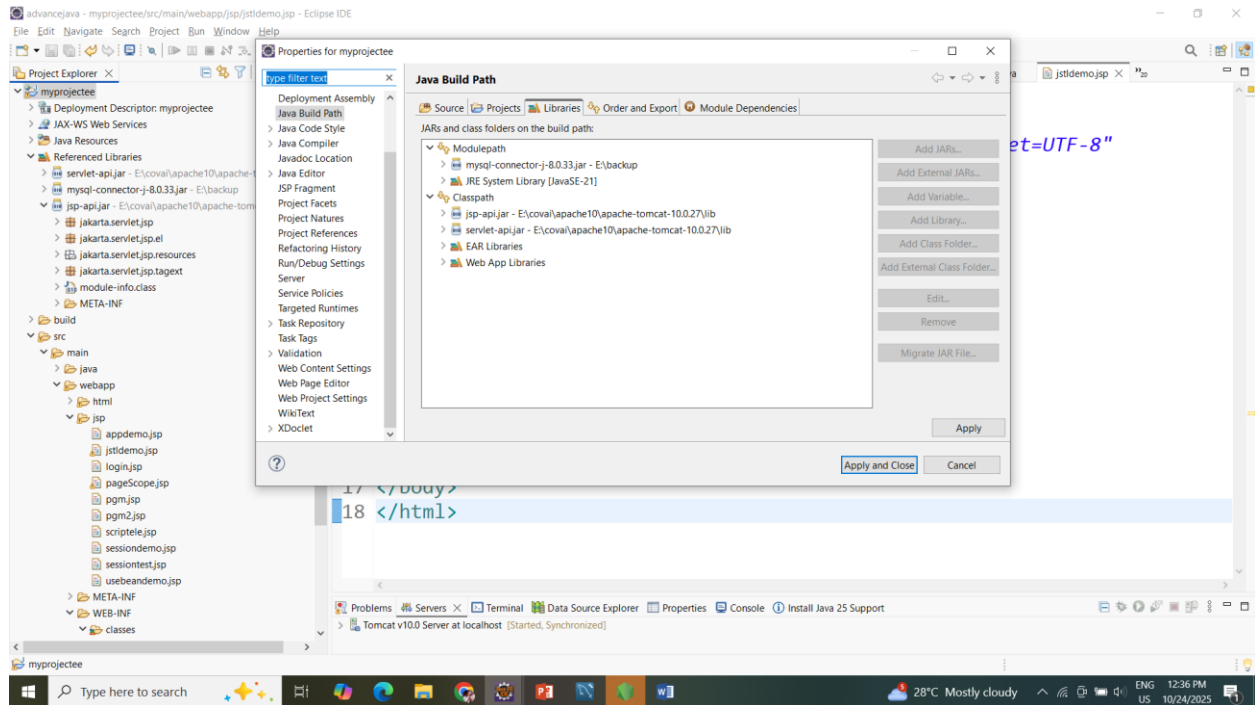 advancejava - myprojectee/src/main/webapp/jsp/jstldemo.jsp - Eclipse IDE
File Edit Navigate Search Project Run Window Help
Project Explorer
myprojectee
Deployment Descriptor: myprojectee
JAX-WS Web Services
Java Resources
Referenced Libraries
servlet-api.jar - E:\covai\apache10\apache-t
mysql-connector-j-8.0.33.jar - E:\backup
jsp-api.jar - E:\covai\apache10\apache-tom
jakarta.servlet.jsp
jakarta.servlet.jsp.el
jakarta.servlet.jsp.resources
jakarta.servlet.jsp.tagext
module-info.class
META-INF
build
src
main
java
webapp
html
jsp
appdemo.jsp
jstldemo.jsp
login.jsp
pageScope.jsp
pgm.jsp
pgm2.jsp
scriptele.jsp
sessiondemo.jsp
sessiontest.jsp
usebeandemo.jsp
META-INF
WEB-INF
classes
Properties for myprojectee
type filter text
Deployment Assembly
Java Build Path
Java Code Style
Java Compiler
Javadoc Location
Java Editor
JSP Fragment
Project Facets
Project Natures
Project References
Refactoring History
Run/Debug Settings
Server
Service Policies
Targeted Runtimes
Task Repository
Task Tags
Validation
Web Content Settings
Web Page Editor
Web Project Settings
WikiText
XDoclet
Java Build Path
Source Projects Libraries Order and Export Module Dependencies
JARs and class folders on the build path:
Modulepath
mysql-connector-j-8.0.33.jar - E:\backup
JRE System Library [JavaSE-21]
Classpath
jsp-api.jar - E:\covai\apache10\apache-tomcat-10.0.27\lib
servlet-api.jar - E:\covai\apache10\apache-tomcat-10.0.27\lib
EAR Libraries
Web App Libraries
Add JARs...
Add External JARs...
Add Variable...
Add Library...
Add Class Folder...
Add External Class Folder...
Edit...
Remove
Migrate JAR File...
Apply
Apply and Close Cancel
a jstldemo.jsp 20
et=UTF-8"
17 </body>
18 </html>
Problems Servers Terminal Data Source Explorer Properties Console Install Java 25 Support
Tomcat v10.0 Server at localhost [Started, Synchronized]
myprojectee
Type here to search
28°C Mostly cloudy
ENG
US
12:36 PM
10/24/2025
1